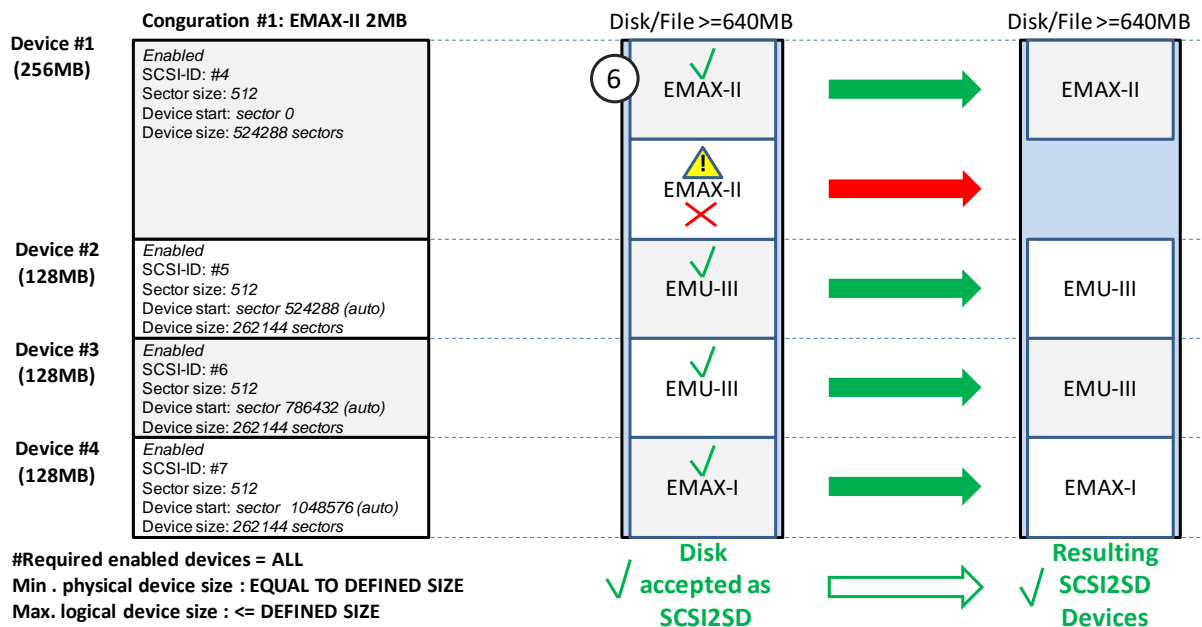 Conguration #1: EMAX-II 2MB
Disk/File >=640MB
Disk/File >=640MB
Device #1
(256MB)
Enabled
SCSI-ID: #4
Sector size: 512
Device start: sector 0
Device size: 524288 sectors
6
EMAX-II
EMAX-II
!
EMAX-II
Device #2
(128MB)
Enabled
SCSI-ID: #5
Sector size: 512
Device start: sector 524288 (auto)
Device size: 262144 sectors
EMU-III
EMU-III
Device #3
(128MB)
Enabled
SCSI-ID: #6
Sector size: 512
Device start: sector 786432 (auto)
Device size: 262144 sectors
EMU-III
EMU-III
Device #4
(128MB)
Enabled
SCSI-ID: #7
Sector size: 512
Device start: sector 1048576 (auto)
Device size: 262144 sectors
EMAX-I
EMAX-I
#Required enabled devices = ALL
Min . physical device size : EQUAL TO DEFINED SIZE
Max. logical device size : <= DEFINED SIZE
Disk
accepted as
SCSI2SD
Resulting
SCSI2SD
Devices